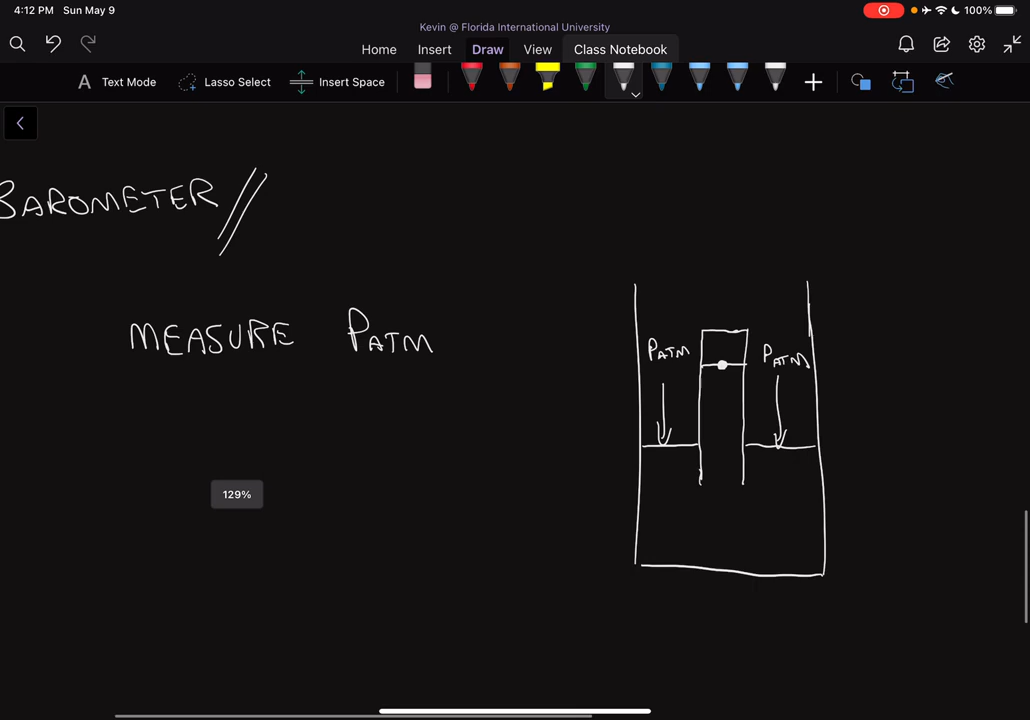 4:12 PM Sun May 9 100%
Kevin @ Florida International University
Home Insert Draw View Class Notebook
A Text Mode Lasso Select Insert Space
BAROMETER //
MEASURE PATM
PATM PATM
129%